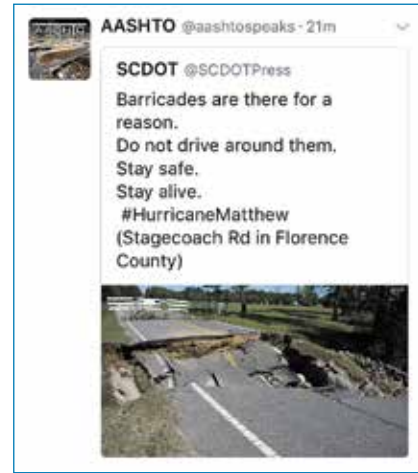 AASHTO @aashtospeaks · 21m
SCDOT @SCDOTPress
Barricades are there for a
reason.
Do not drive around them.
Stay safe.
Stay alive.
#HurricaneMatthew
(Stagecoach Rd in Florence
County)